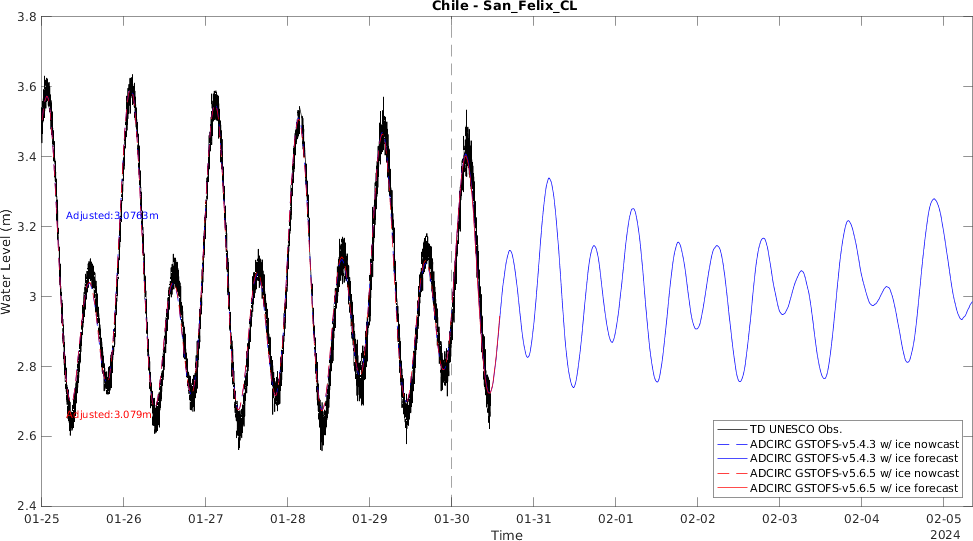 Chile - San_Felix_CL
3.8
3.6
3.4
3.2
3
2.8
2.6
2.4
Water Level (m)
Adjusted:3.0763m
Adjusted:3.079m
TD UNESCO Obs.
ADCIRC GSTOFS-v5.4.3 w/ ice nowcast
ADCIRC GSTOFS-v5.4.3 w/ ice forecast
ADCIRC GSTOFS-v5.6.5 w/ ice nowcast
ADCIRC GSTOFS-v5.6.5 w/ ice forecast
01-25 01-26 01-27 01-28 01-29 01-30 01-31 02-01 02-02 02-03 02-04 02-05
Time
2024